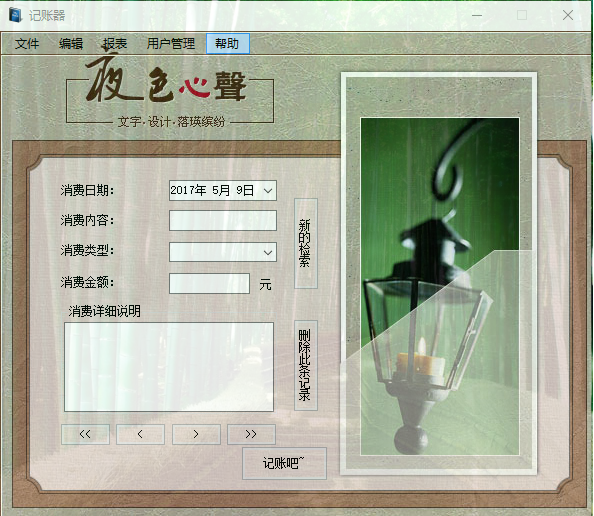 记账器
文件 编辑 报表 用户管理 帮助
夜色心聲
文字·设计·落瑛缤纷
消费日期： 2017年 5月 9日
消费内容：
消费类型：
消费金额： 元
新的检索
消费详细说明
删除此条记录
<< < > >>
记账吧~